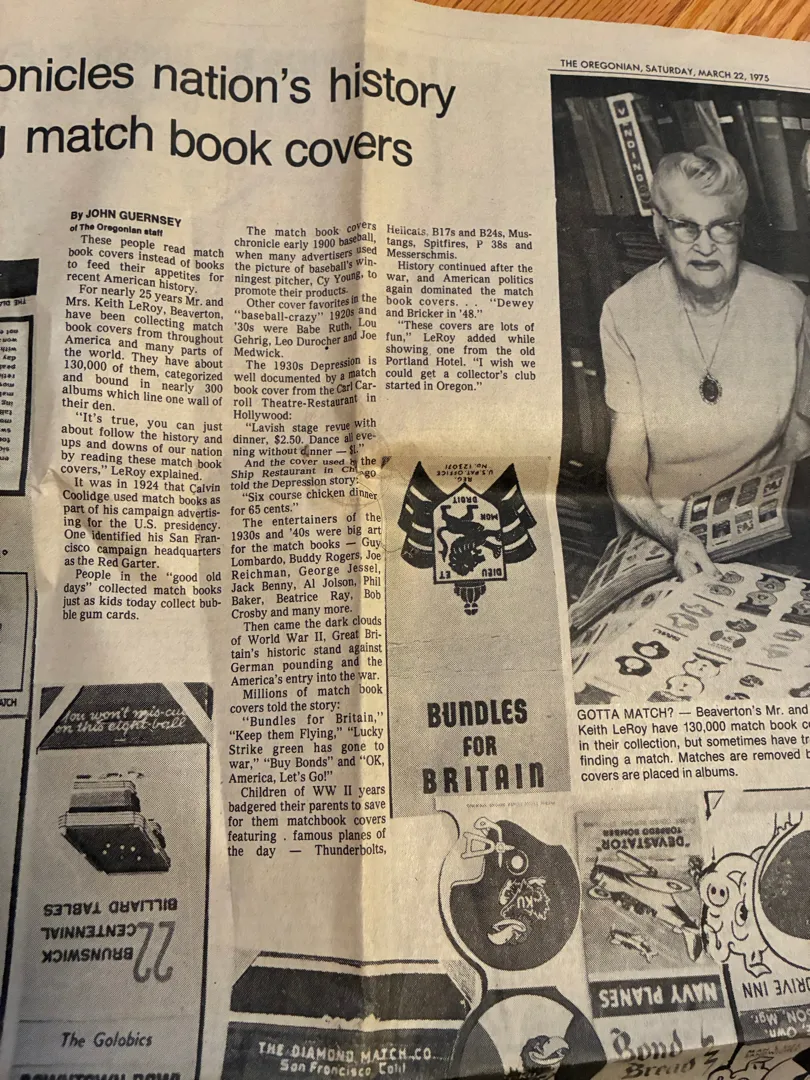 THE OREGONIAN, SATURDAY, MARCH 22, 1975
onicles nation's history
match book covers
By JOHN GUERNSEY
of The Oregonian staff
These people read match
book covers instead of books
to feed their appetites for
recent American history.
For nearly 25 years Mr. and
Mrs. Keith LeRoy, Beaverton,
have been collecting match
book covers from throughout
America and many parts of
the world. They have about
130,000 of them, categorized
and bound in nearly 300
albums which line one wall of
their den.
"It's true, you can just
about follow the history and
ups and downs of our nation
by reading these match book
covers," LeRoy explained.
It was in 1924 that Calvin
Coolidge used match books as
part of his campaign advertis-
ing for the U.S. presidency.
One identified his San Fran-
cisco campaign headquarters
as the Red Garter.
People in the "good old
days" collected match books
just as kids today collect bub-
ble gum cards.
The match book covers
chronicle early 1900 baseball,
when many advertisers used
the picture of baseball's win-
ningest pitcher, Cy Young, to
promote their products.
Other cover favorites in the
"baseball-crazy" 1920s and
'30s were Babe Ruth, Lou
Gehrig, Leo Durocher and Joe
Medwick.
The 1930s Depression is
well documented by a match
book cover from the Carl Car-
roll Theatre-Restaurant in
Hollywood:
"Lavish stage revue with
dinner, $2.50. Dance all eve-
ning without dinner — $1."
And the cover used by the
Ship Restaurant in Chicago
told the Depression story:
"Six course chicken dinner
for 65 cents."
The entertainers of the
1930s and '40s were big art
for the match books — Guy
Lombardo, Buddy Rogers, Joe
Reichman, George Jessel,
Jack Benny, Al Jolson, Phil
Baker, Beatrice Ray, Bob
Crosby and many more.
Then came the dark clouds
of World War II, Great Bri-
tain's historic stand against
German pounding and the
America's entry into the war.
Millions of match book
covers told the story:
"Bundles for Britain,"
"Keep them Flying," "Lucky
Strike green has gone to
war," "Buy Bonds" and "OK,
America, Let's Go!"
Children of WW II years
badgered their parents to save
for them matchbook covers
featuring . famous planes of
the day — Thunderbolts,
Hellcats, B17s and B24s, Mus-
tangs, Spitfires, P 38s and
Messerschmis.
History continued after the
war, and American politics
again dominated the match
book covers. . . "Dewey
and Bricker in '48."
"These covers are lots of
fun," LeRoy added while
showing one from the old
Portland Hotel. "I wish we
could get a collector's club
started in Oregon."
VENDING
GOTTA MATCH? — Beaverton's Mr. and
Keith LeRoy have 130,000 match book
in their collection, but sometimes have
finding a match. Matches are removed
covers are placed in albums.
REG
U.S. PAT OFFICE
No. 125071
DIEU
ET
MON
DROIT
BUNDLES
FOR
BRITAIN
You won't mis-cue
on this eight-ball
22
BRUNSWICK
CENTENNIAL
BILLIARD TABLES
The Golobics
THE DIAMOND MATCH CO.
San Francisco Calif
KU
"DEVASTATOR"
TORPEDO BOMBER
NAVY PLANES
Bond
Bread
DRIVE INN
Mgr.
ATCH